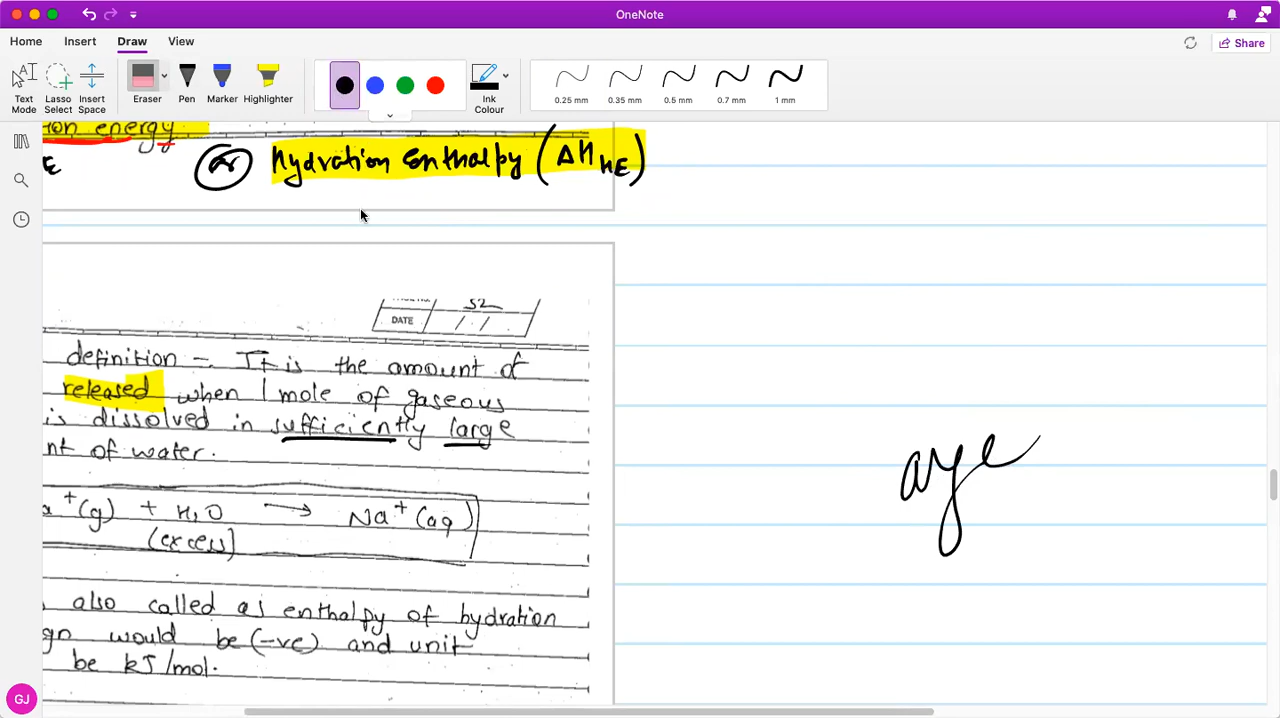 OneNote
Home Insert Draw View
Share
Text Mode
Lasso Select
Insert Space
Eraser
Pen
Marker
Highlighter
Ink Colour
0.25 mm 0.35 mm 0.5 mm 0.7 mm 1 mm
ion energy
E or Hydration Enthalpy (ΔH HE)
52
DATE / /
definition - It is the amount of
released when 1 mole of gaseous
is dissolved in sufficiently large
nt of water.
a+(g) + H2O → Na+(aq)
(excess)
also called as enthalpy of hydration
gn would be (-ve) and unit
be kJ/mol.
aye
GJ